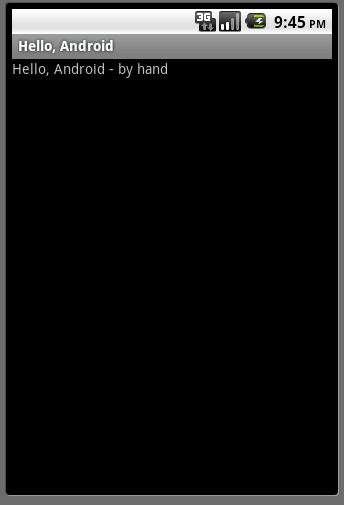 3G 9:45 PM
Hello, Android
Hello, Android - by hand